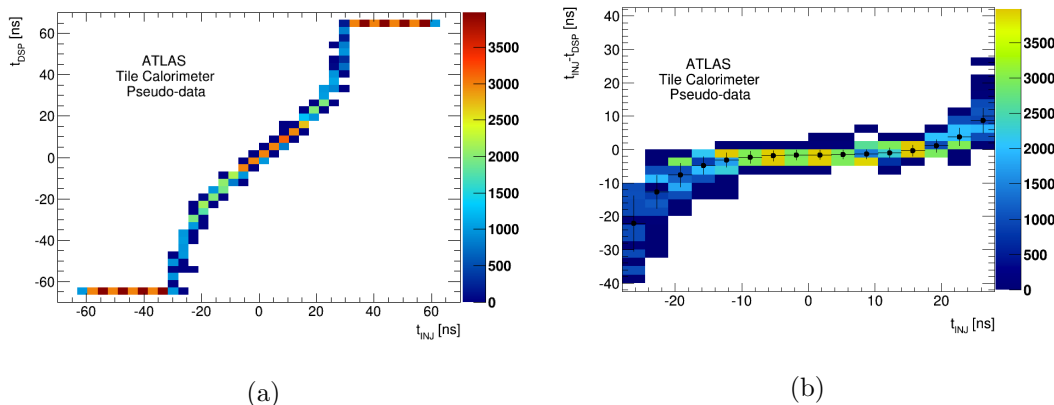 t_DSP [ns]
60
40
20
0
-20
-40
-60
ATLAS
Tile Calorimeter
Pseudo-data
-60 -40 -20 0 20 40 60
t_INJ [ns]
3500
3000
2500
2000
1500
1000
500
0
(a)
t_INJ-t_DSP [ns]
40
30
20
10
0
-10
-20
-30
-40
ATLAS
Tile Calorimeter
Pseudo-data
-20 -10 0 10 20
t_INJ [ns]
3500
3000
2500
2000
1500
1000
500
0
(b)